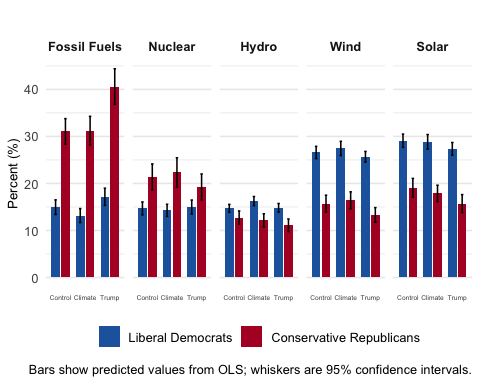 Fossil Fuels Nuclear Hydro Wind Solar
Percent (%)
40
30
20
10
0
Control Climate Trump Control Climate Trump Control Climate Trump Control Climate Trump Control Climate Trump
Liberal Democrats Conservative Republicans
Bars show predicted values from OLS; whiskers are 95% confidence intervals.